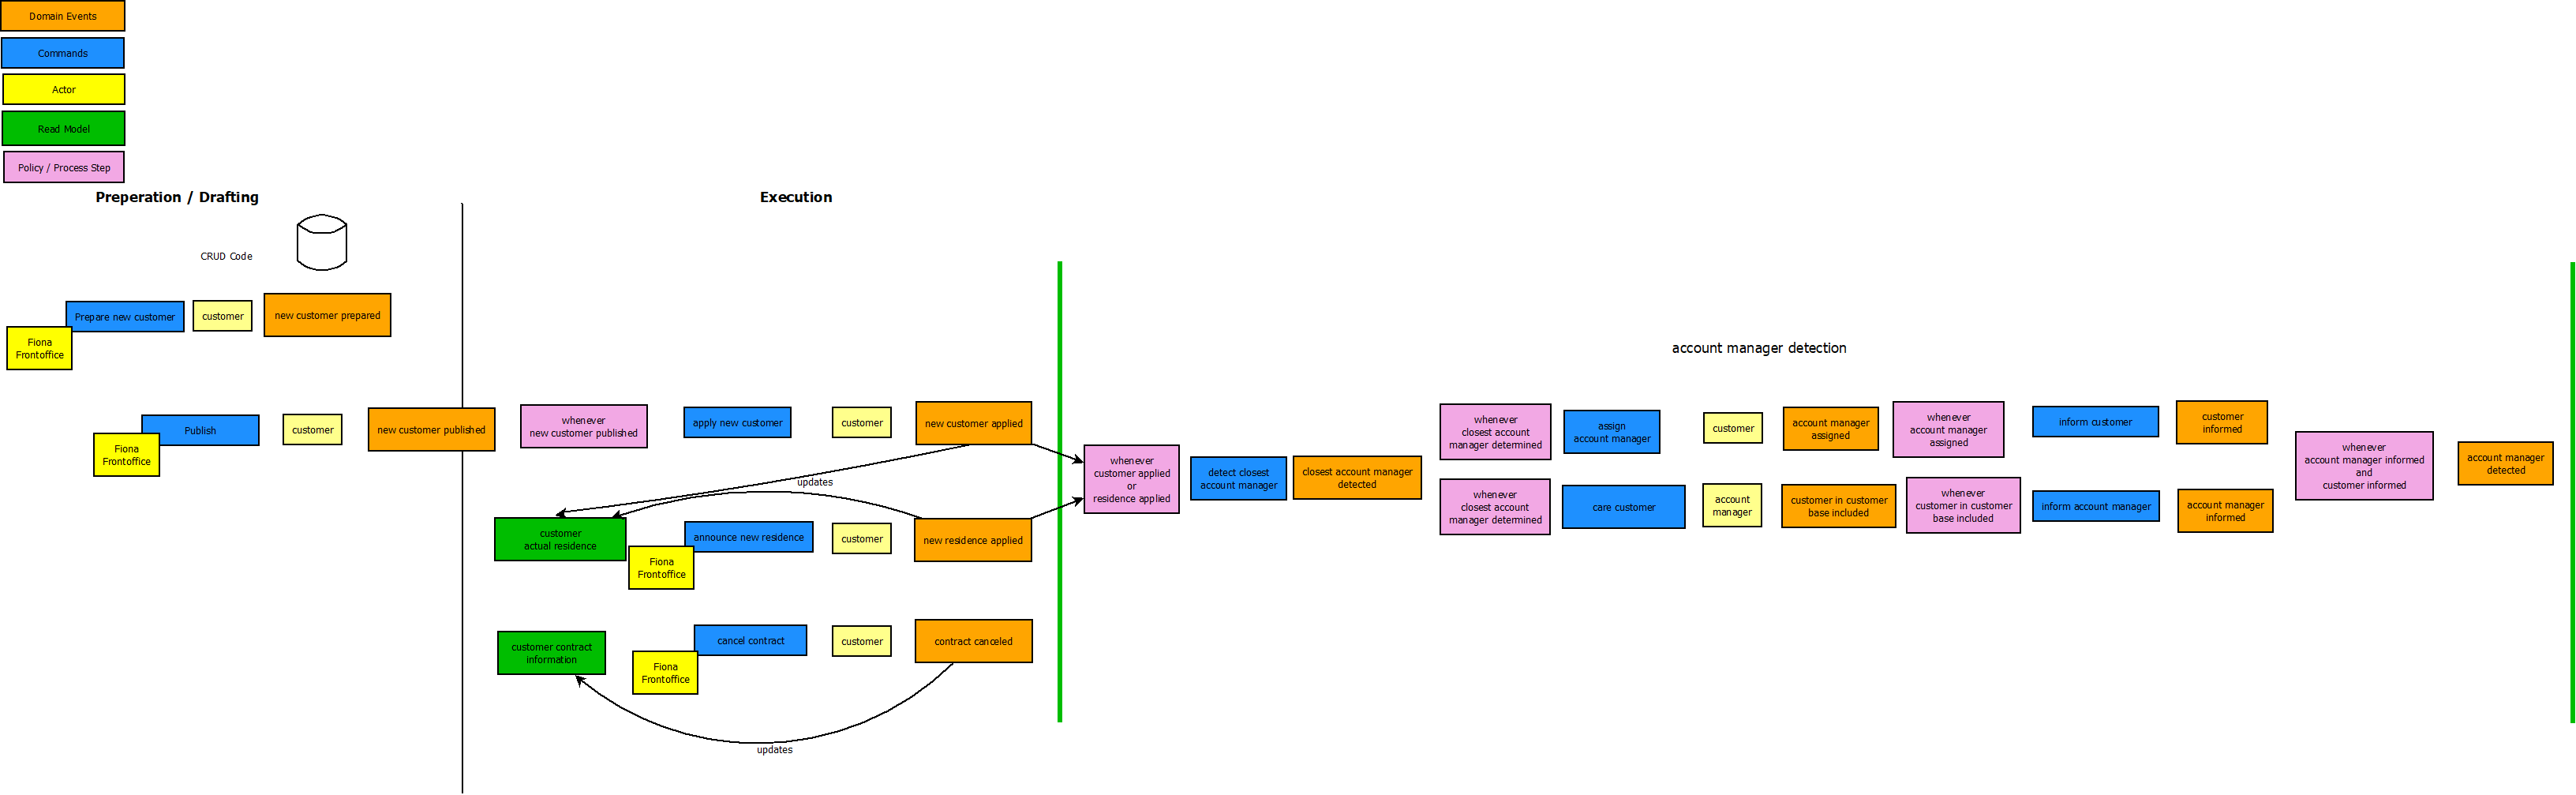 Domain Events
Commands
Actor
Read Model
Policy / Process Step
Preperation / Drafting
Execution
CRUD Code
Prepare new customer
customer
new customer prepared
Fiona
Frontoffice
account manager detection
Publish
customer
new customer published
Fiona
Frontoffice
whenever
new customer published
apply new customer
customer
new customer applied
updates
customer
actual residence
announce new residence
Fiona
Frontoffice
customer
new residence applied
customer contract
information
cancel contract
Fiona
Frontoffice
customer
contract canceled
updates
whenever
customer applied
or
residence applied
detect closest
account manager
closest account manager
detected
whenever
closest account
manager determined
assign
account manager
customer
account manager
assigned
whenever
account manager
assigned
inform customer
customer
informed
whenever
closest account
manager determined
care customer
account
manager
customer in customer
base included
whenever
customer in customer
base included
inform account manager
account manager
informed
whenever
account manager informed
and
customer informed
account manager
detected